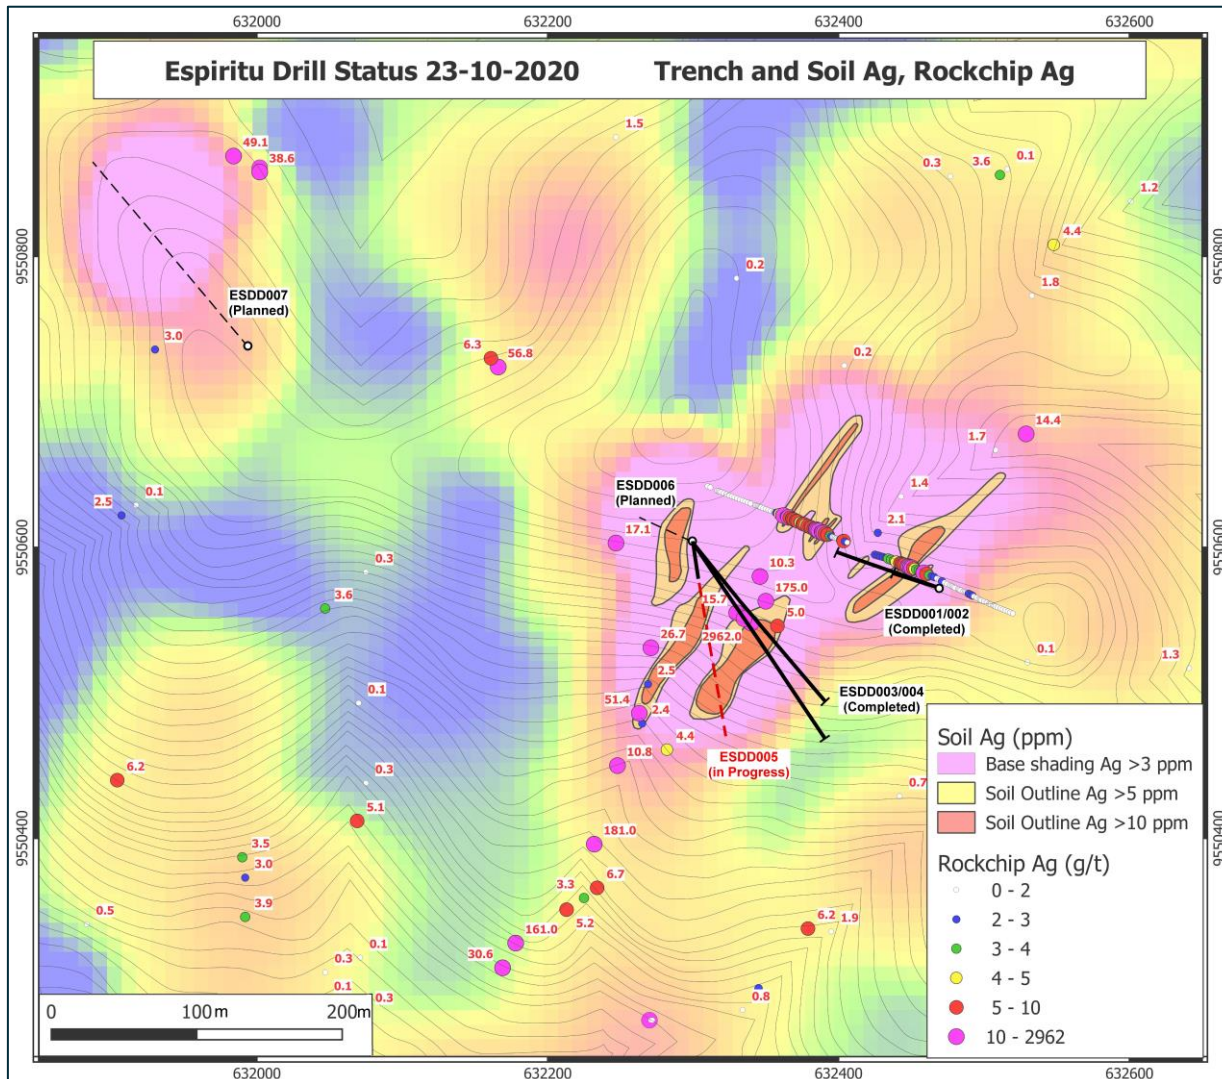 632000
632200
632400
632600
Espiritu Drill Status 23-10-2020
Trench and Soil Ag, Rockchip Ag
1.5
49.1
38.6
0.3
3.6
0.1
1.2
4.4
9550800
9550800
0.2
1.8
ESDD007
(Planned)
3.0
6.3
56.8
0.2
14.4
1.7
ESDD006
(Planned)
2.5
0.1
1.4
2.1
17.1
9550600
9550600
0.3
10.3
175.0
3.6
15.7
5.0
ESDD001/002
(Completed)
26.7
2962.0
0.1
1.3
2.5
0.1
51.4
2.4
ESDD003/004
(Completed)
4.4
10.8
ESDD005
(in Progress)
6.2
0.3
0.7
5.1
181.0
9550400
9550400
3.5
3.0
3.3
6.7
3.9
5.2
0.5
161.0
6.2
1.9
0.1
0.3
30.6
0.1
0.3
0.8
Soil Ag (ppm)
Base shading Ag >3 ppm
Soil Outline Ag >5 ppm
Soil Outline Ag >10 ppm
Rockchip Ag (g/t)
0 - 2
2 - 3
3 - 4
4 - 5
5 - 10
10 - 2962
0
100m
200m
632000
632200
632400
632600